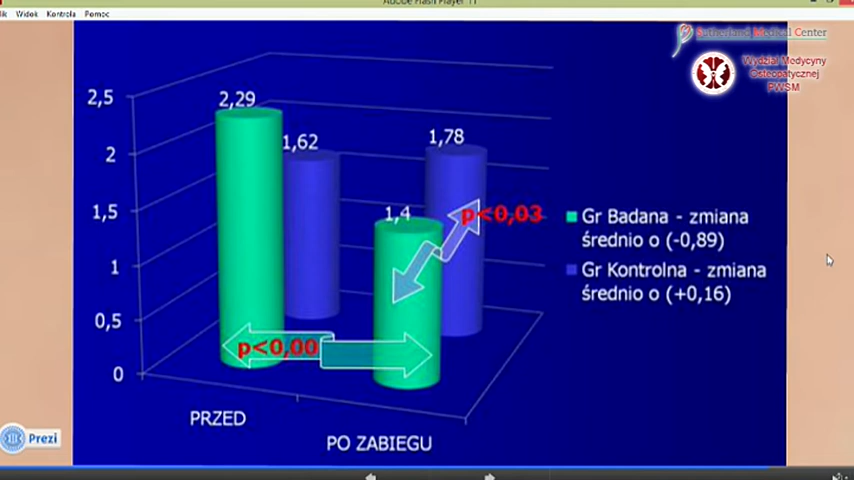 Adobe Flash Player 11
lik Widok Kontrola Pomoc
Sutherland Medical Center
Wydział Medycyny
Osteopatycznej
PWSM
2,5
2
1,5
1
0,5
0
2,29
1,62
1,4
1,78
p<0,03
p<0,00
Gr Badana - zmiana
średnio o (-0,89)
Gr Kontrolna - zmiana
średnio o (+0,16)
PRZED
PO ZABIEGU
Prezi